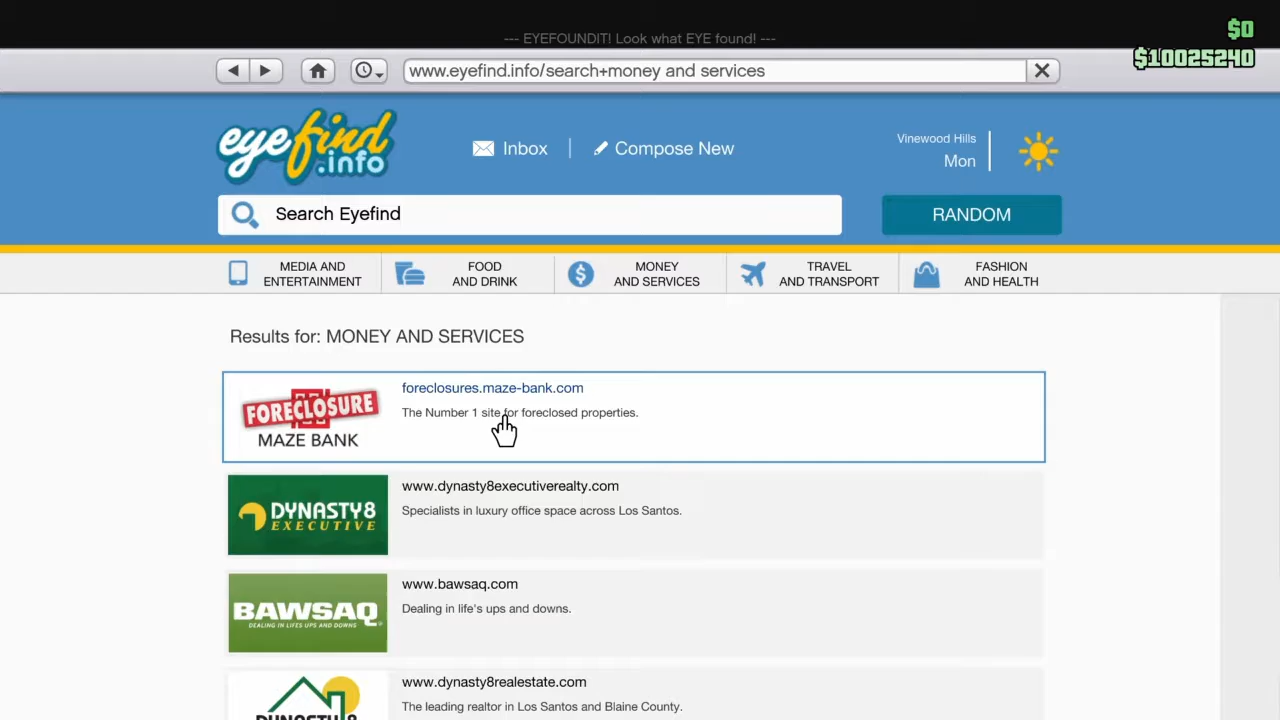 $0
--- EYEFOUNDIT! Look what EYE found! ---
$10025240
www.eyefind.info/search+money and services
eyefind
.info
Inbox
Compose New
Vinewood Hills
Mon
Search Eyefind
RANDOM
MEDIA AND
ENTERTAINMENT
FOOD
AND DRINK
MONEY
AND SERVICES
TRAVEL
AND TRANSPORT
FASHION
AND HEALTH
Results for: MONEY AND SERVICES
FORECLOSURE
MAZE BANK
foreclosures.maze-bank.com
The Number 1 site for foreclosed properties.
DYNASTY8
EXECUTIVE
www.dynasty8executiverealty.com
Specialists in luxury office space across Los Santos.
BAWSAQ
DEALING IN LIFES UPS AND DOWNS
www.bawsaq.com
Dealing in life's ups and downs.
DYNASTY 8
www.dynasty8realestate.com
The leading realtor in Los Santos and Blaine County.